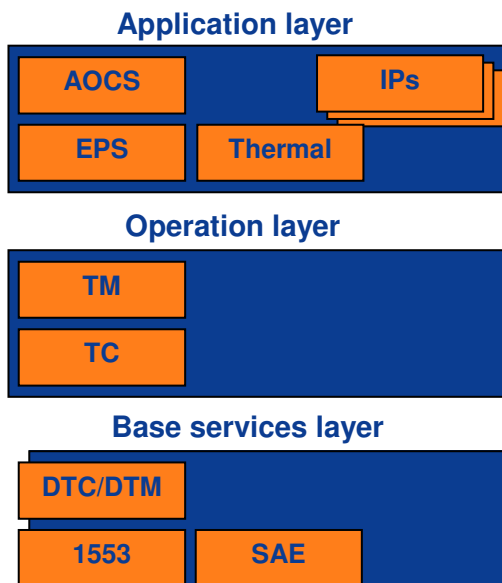 Application layer
AOCS
IPs
EPS
Thermal
Operation layer
TM
TC
Base services layer
DTC/DTM
1553
SAE